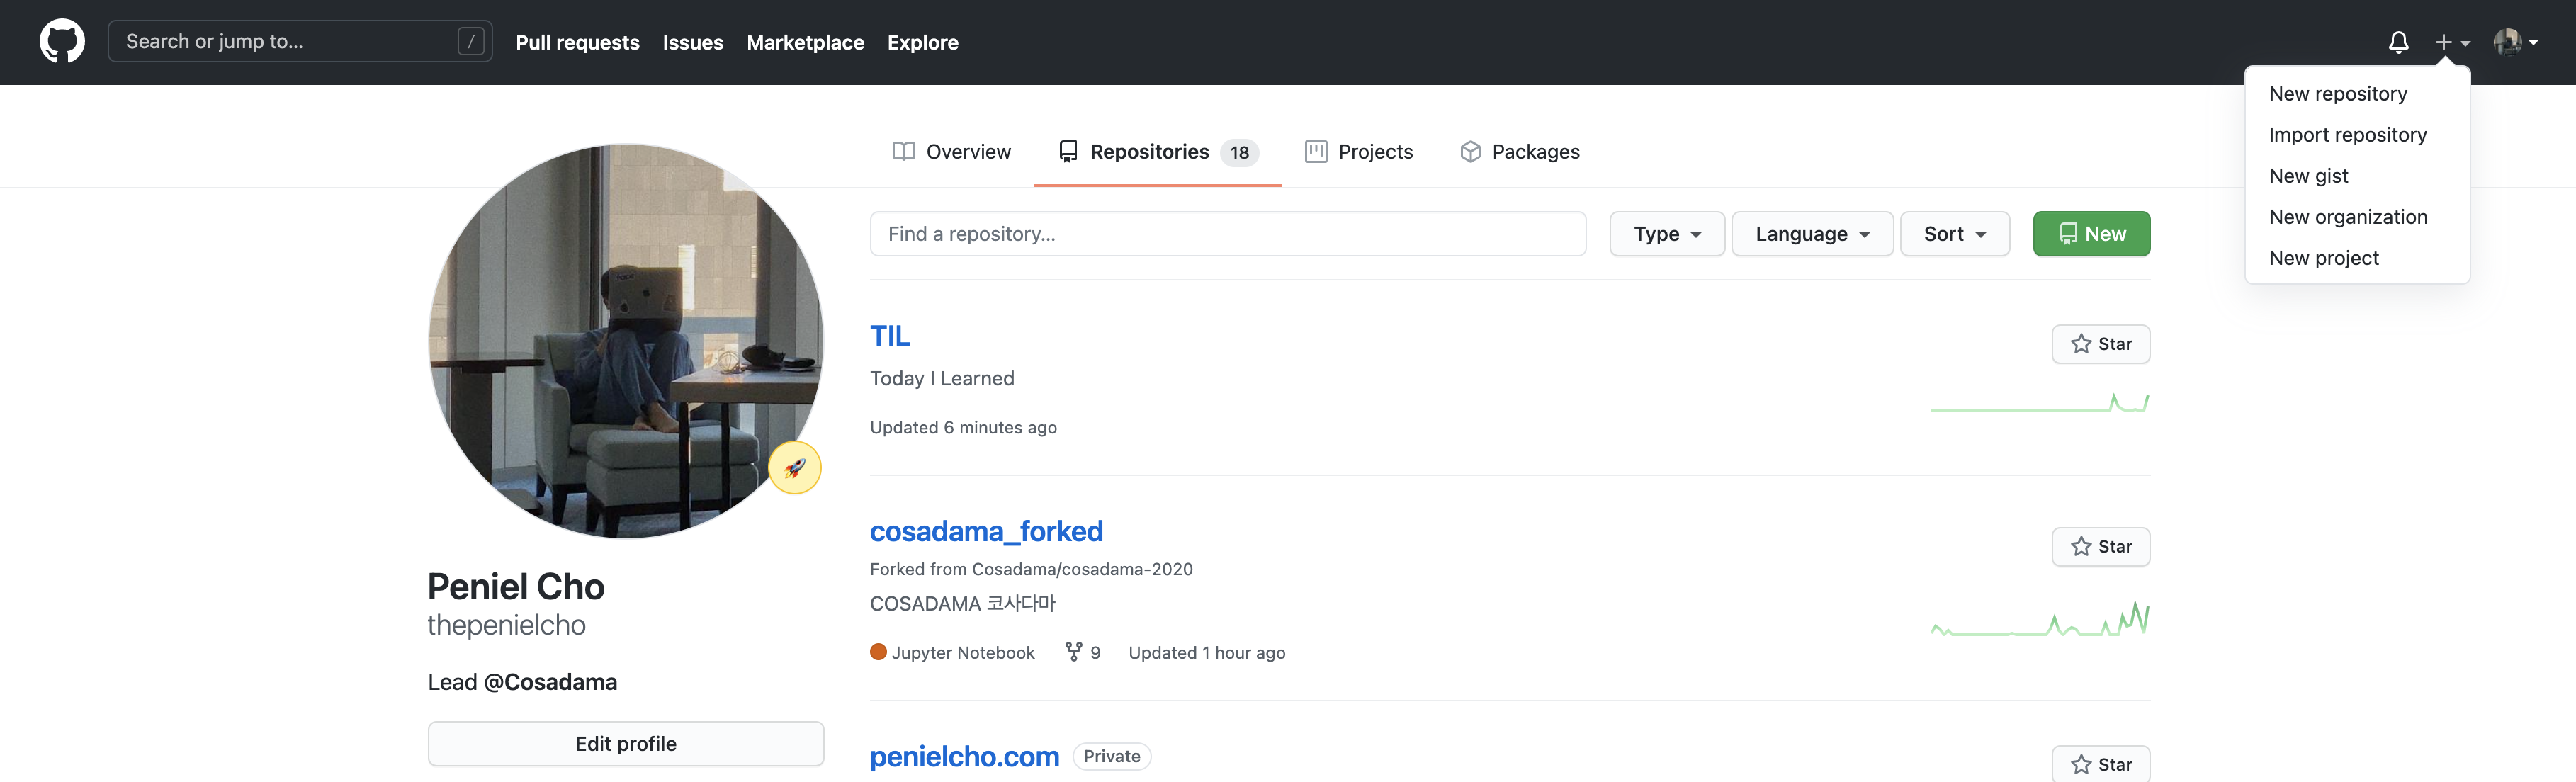 Search or jump to... /
Pull requests
Issues
Marketplace
Explore
New repository
Import repository
New gist
New organization
New project
Overview
Repositories 18
Projects
Packages
Find a repository...
Type
Language
Sort
New
Peniel Cho
thepenielcho
Lead @Cosadama
Edit profile
TIL
Star
Today I Learned
Updated 6 minutes ago
cosadama_forked
Star
Forked from Cosadama/cosadama-2020
COSADAMA 코사다마
Jupyter Notebook 9 Updated 1 hour ago
penielcho.com Private
Star